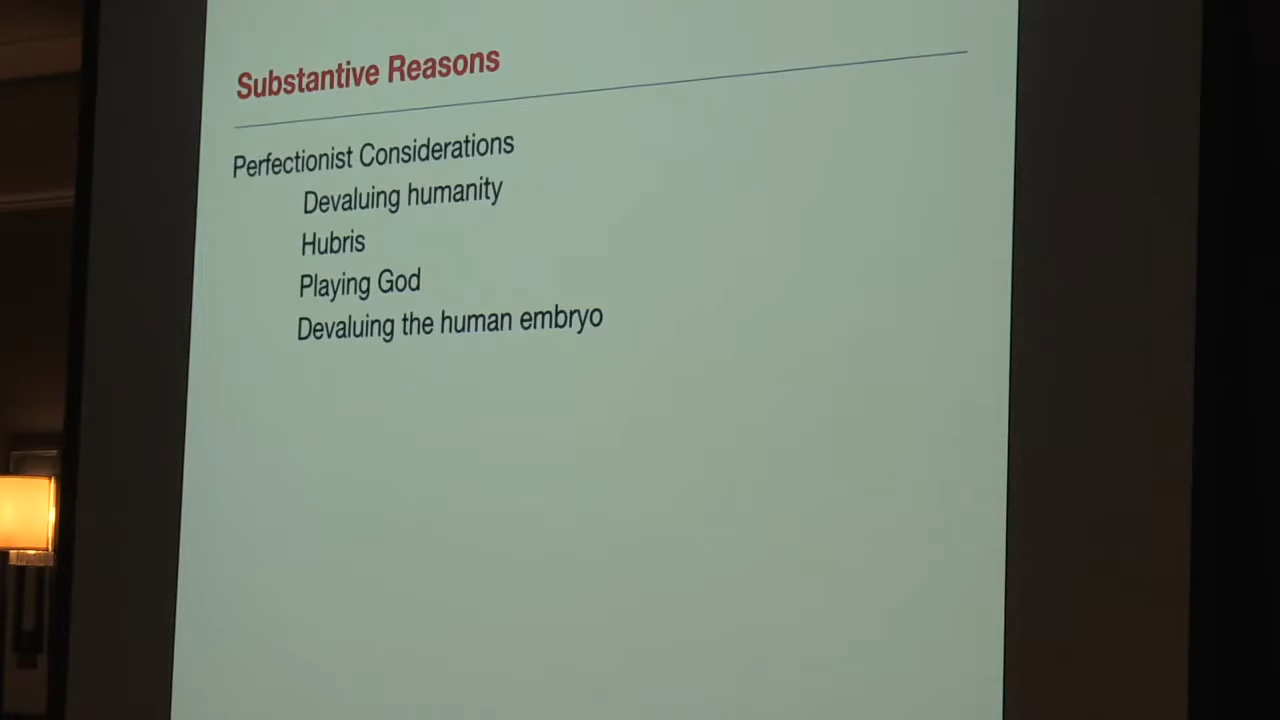 Substantive Reasons
Perfectionist Considerations
Devaluing humanity
Hubris
Playing God
Devaluing the human embryo